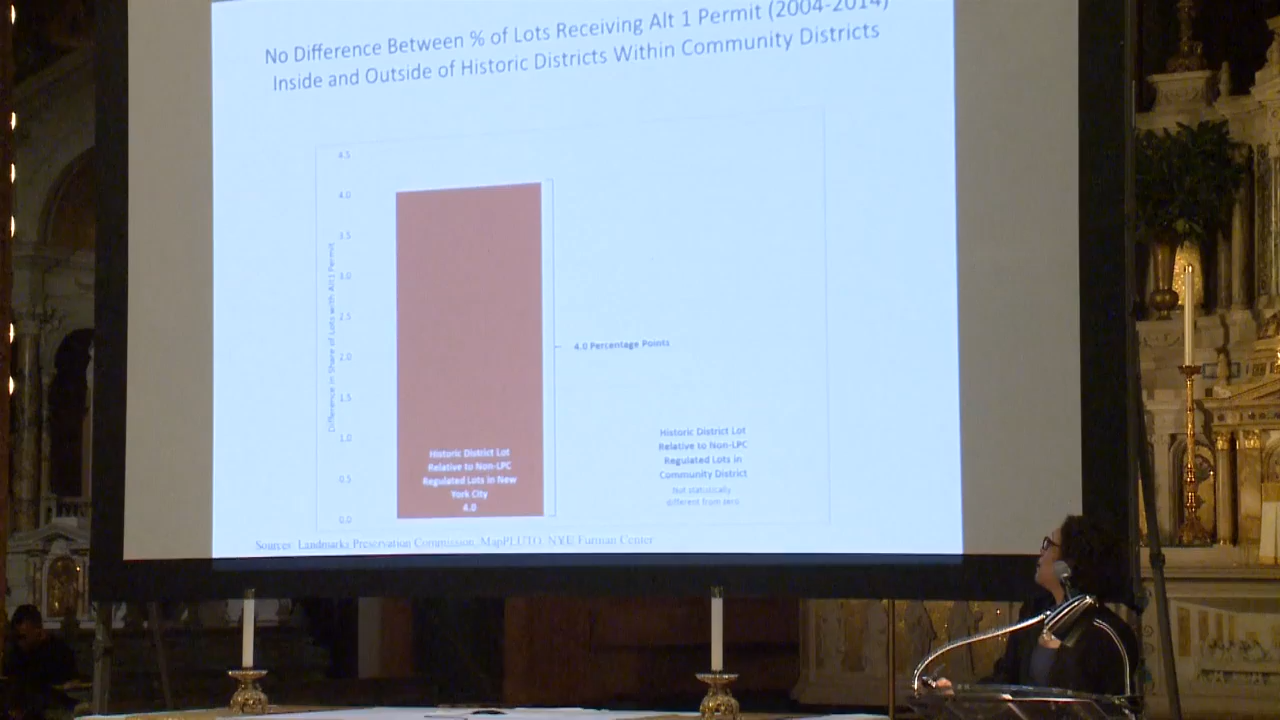 No Difference Between % of Lots Receiving Alt 1 Permit (2004-2014)
Inside and Outside of Historic Districts Within Community Districts
4.5
4.0
3.5
3.0
2.5
2.0
1.5
1.0
0.5
0.0
Difference in Share of Lots with Alt1 Permit
Historic District Lot
Relative to Non-LPC
Regulated Lots in New
York City
4.0
4.0 Percentage Points
Historic District Lot
Relative to Non-LPC
Regulated Lots in
Community District
Not statistically
different from zero
Sources: Landmarks Preservation Commission, MapPLUTO, NYU Furman Center